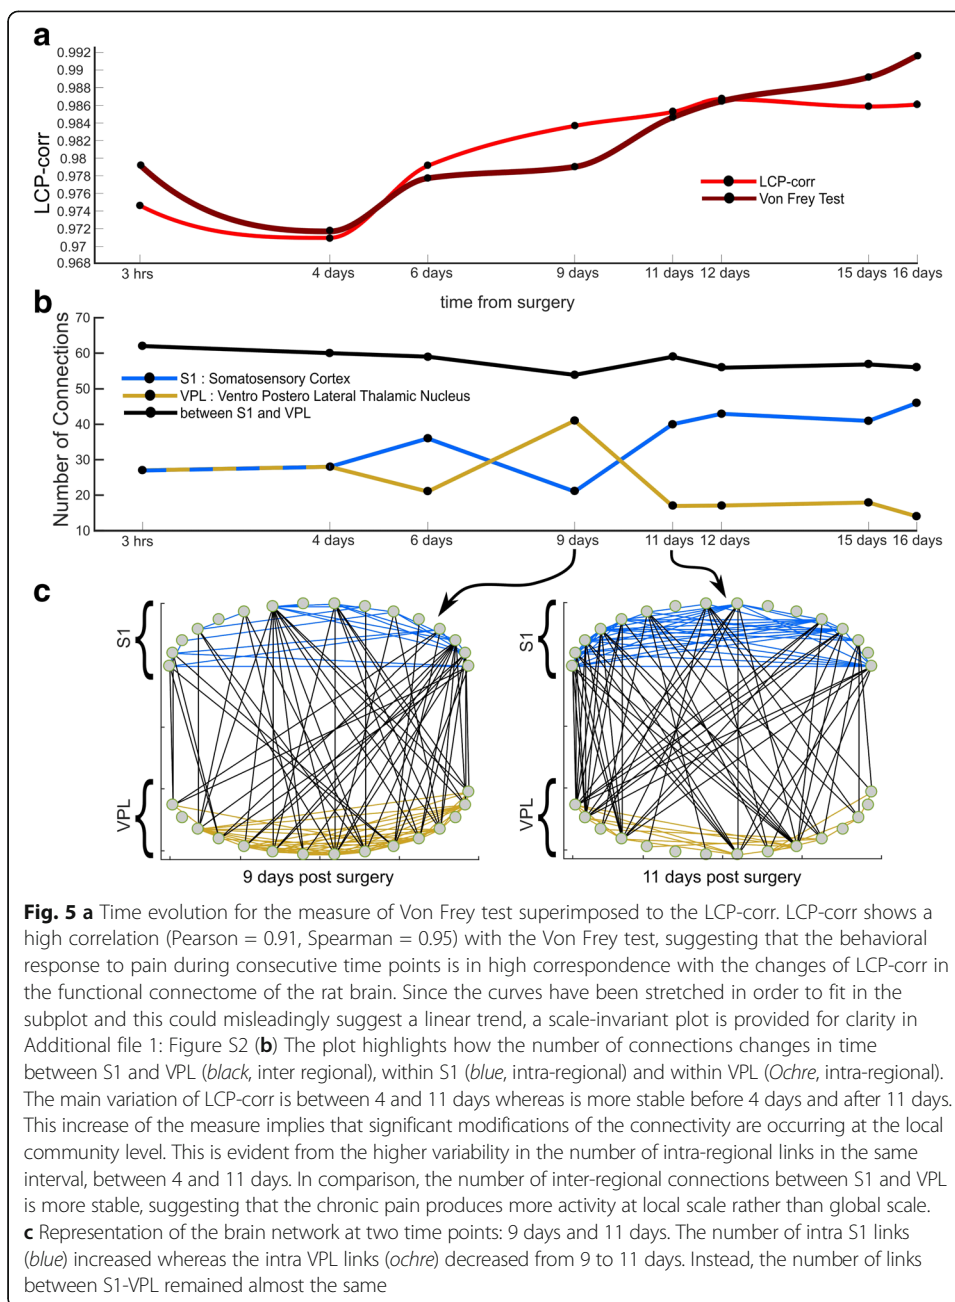 a
0.992
0.99
0.988
0.986
0.984
0.982
0.98
0.978
0.976
0.974
0.972
0.97
0.968
LCP-corr
LCP-corr
Von Frey Test
3 hrs
4 days
6 days
9 days
11 days
12 days
15 days
16 days
time from surgery
b
70
60
50
40
30
20
10
Number of Connections
S1 : Somatosensory Cortex
VPL : Ventro Postero Lateral Thalamic Nucleus
between S1 and VPL
3 hrs
4 days
6 days
9 days
11 days
12 days
15 days
16 days
c
S1
VPL
9 days post surgery
S1
VPL
11 days post surgery
Fig. 5 a Time evolution for the measure of Von Frey test superimposed to the LCP-corr. LCP-corr shows a
high correlation (Pearson = 0.91, Spearman = 0.95) with the Von Frey test, suggesting that the behavioral
response to pain during consecutive time points is in high correspondence with the changes of LCP-corr in
the functional connectome of the rat brain. Since the curves have been stretched in order to fit in the
subplot and this could misleadingly suggest a linear trend, a scale-invariant plot is provided for clarity in
Additional file 1: Figure S2 (b) The plot highlights how the number of connections changes in time
between S1 and VPL (black, inter regional), within S1 (blue, intra-regional) and within VPL (Ochre, intra-regional).
The main variation of LCP-corr is between 4 and 11 days whereas is more stable before 4 days and after 11 days.
This increase of the measure implies that significant modifications of the connectivity are occurring at the local
community level. This is evident from the higher variability in the number of intra-regional links in the same
interval, between 4 and 11 days. In comparison, the number of inter-regional connections between S1 and VPL
is more stable, suggesting that the chronic pain produces more activity at local scale rather than global scale.
c Representation of the brain network at two time points: 9 days and 11 days. The number of intra S1 links
(blue) increased whereas the intra VPL links (ochre) decreased from 9 to 11 days. Instead, the number of links
between S1-VPL remained almost the same